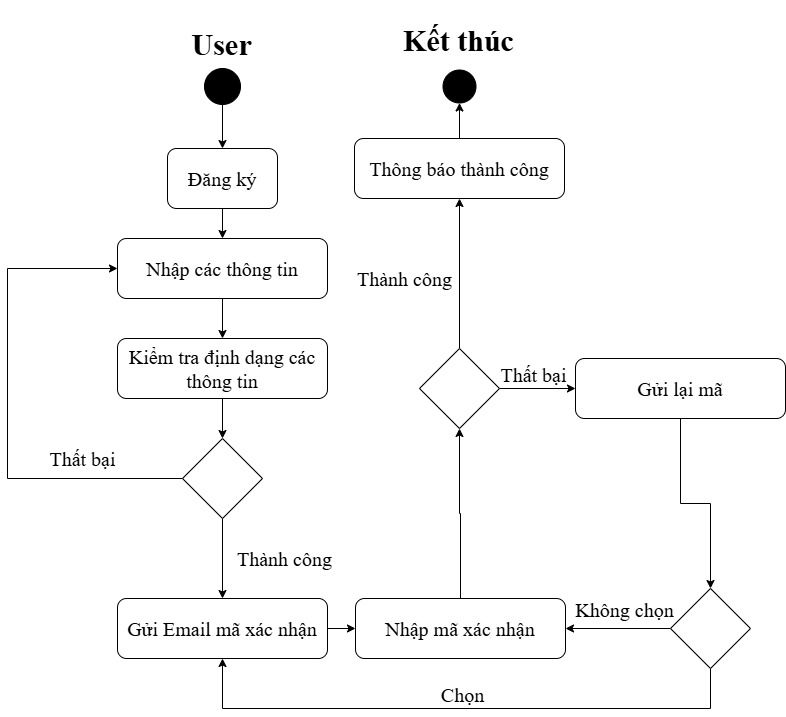 User
Kết thúc
Đăng ký
Thông báo thành công
Nhập các thông tin
Thành công
Kiểm tra định dạng các
thông tin
Thất bại
Gửi lại mã
Thất bại
Thành công
Gửi Email mã xác nhận
Nhập mã xác nhận
Không chọn
Chọn